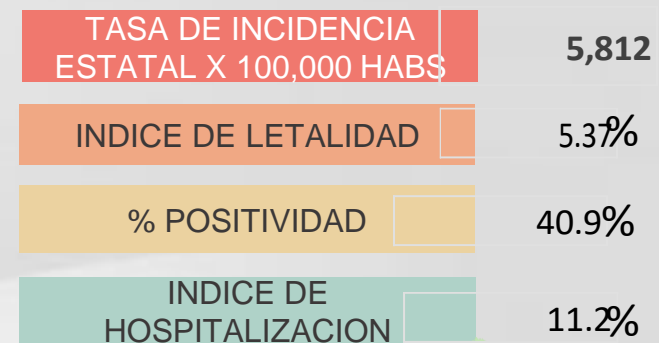 TASA DE INCIDENCIA
ESTATAL X 100,000 HABS
5,812
INDICE DE LETALIDAD
5.37%
% POSITIVIDAD
40.9%
INDICE DE
HOSPITALIZACION
11.2%